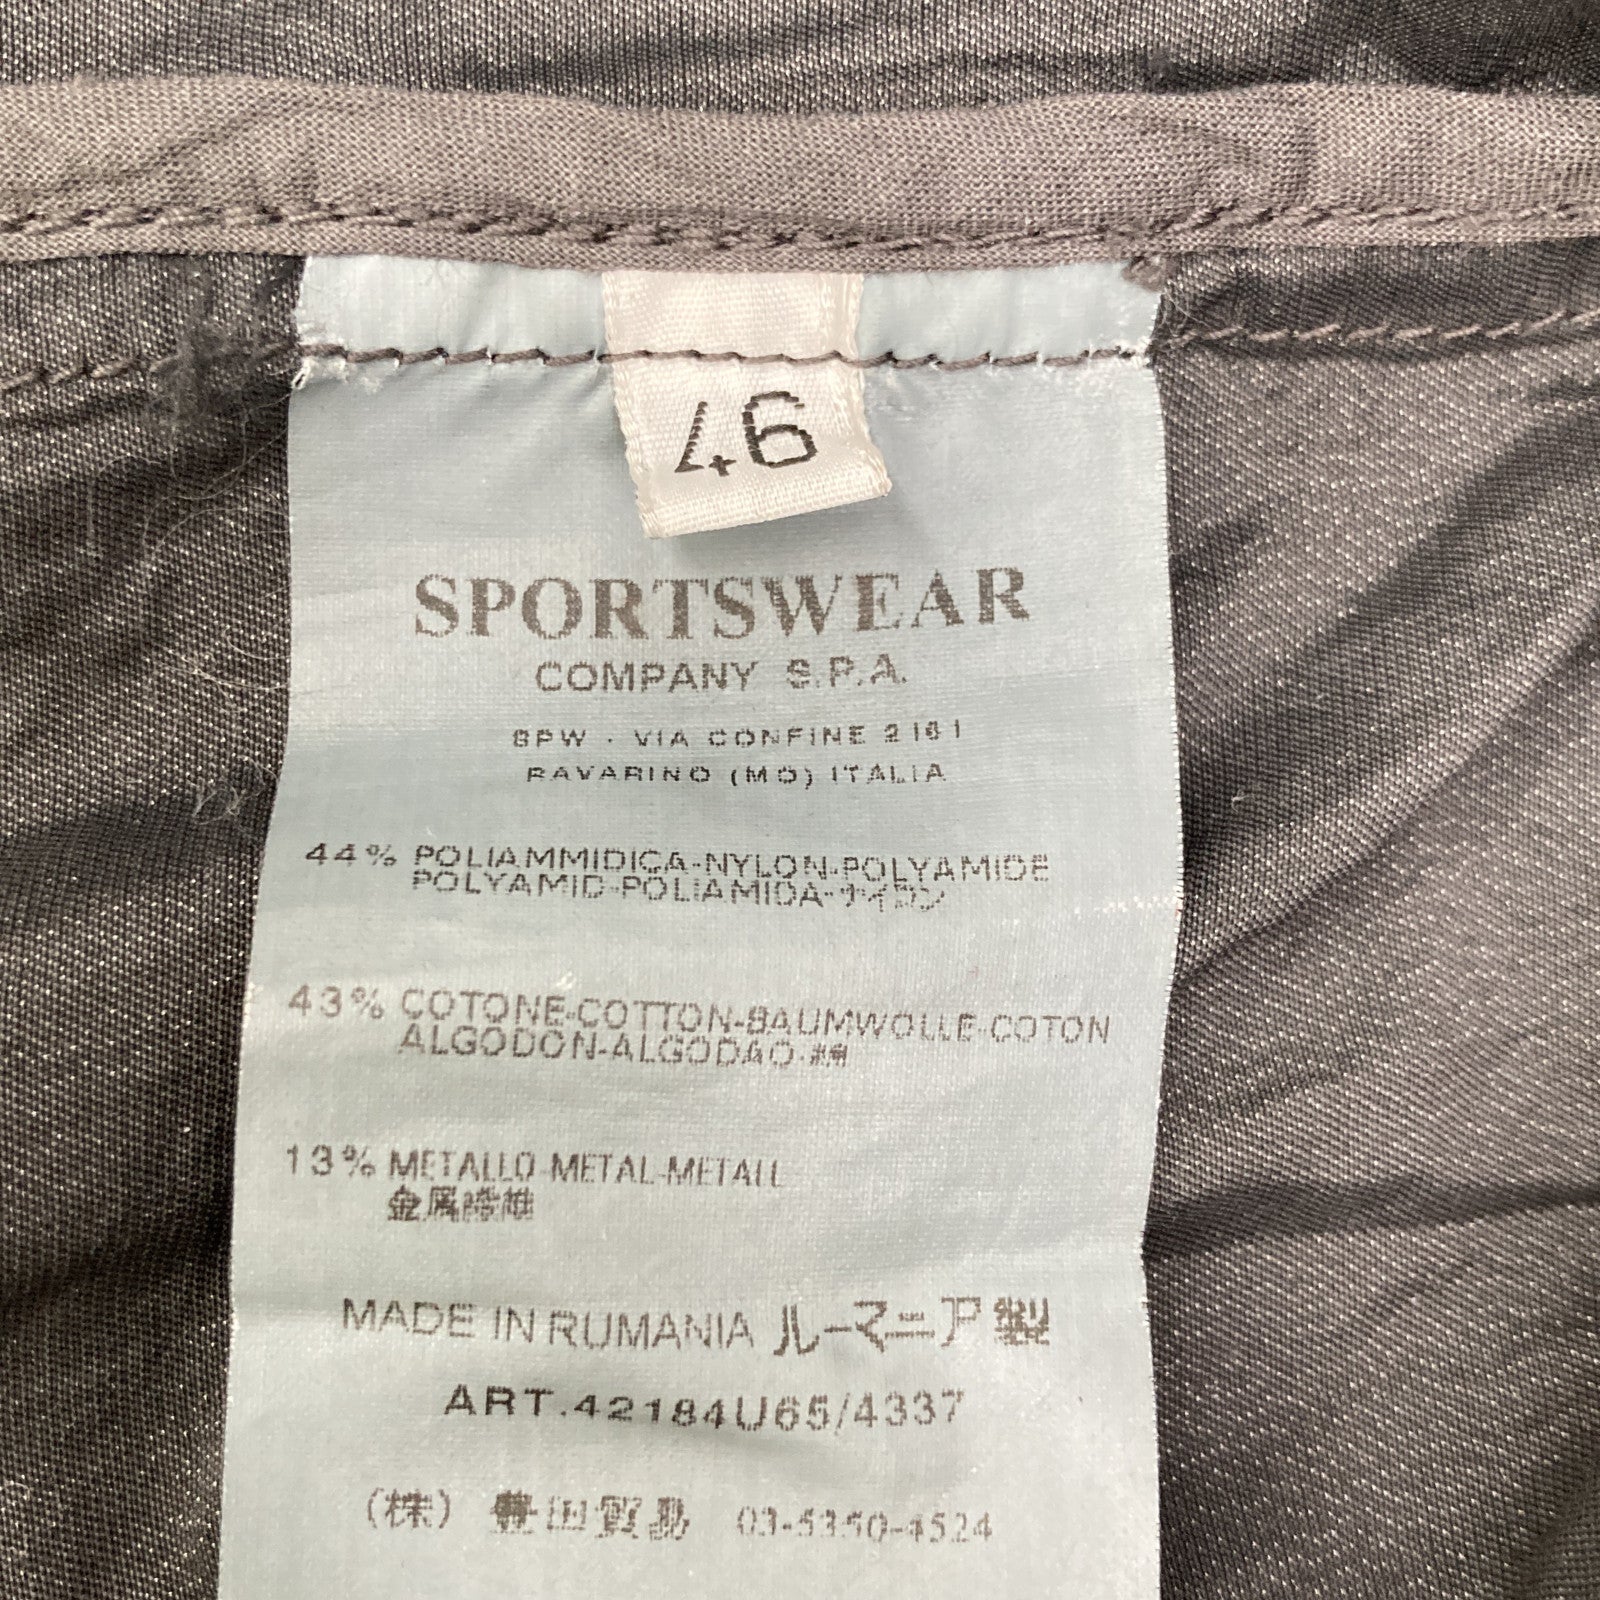 46
SPORTSWEAR
COMPANY S.P.A.
SPW · VIA CONFINE 2161
RAVARINO (MO) ITALIA
44% POLIAMMIDICA-NYLON-POLYAMIDE
POLYAMID-POLIAMIDA-ナイロン
43% COTONE-COTTON-BAUMWOLLE-COTON
ALGODON-ALGODAO-綿
13% METALLO-METAL-METALL
金属繊維
MADE IN RUMANIA ルーマニア製
ART.42184U65/4337
(株) 豊田貿易 03-5350-4524